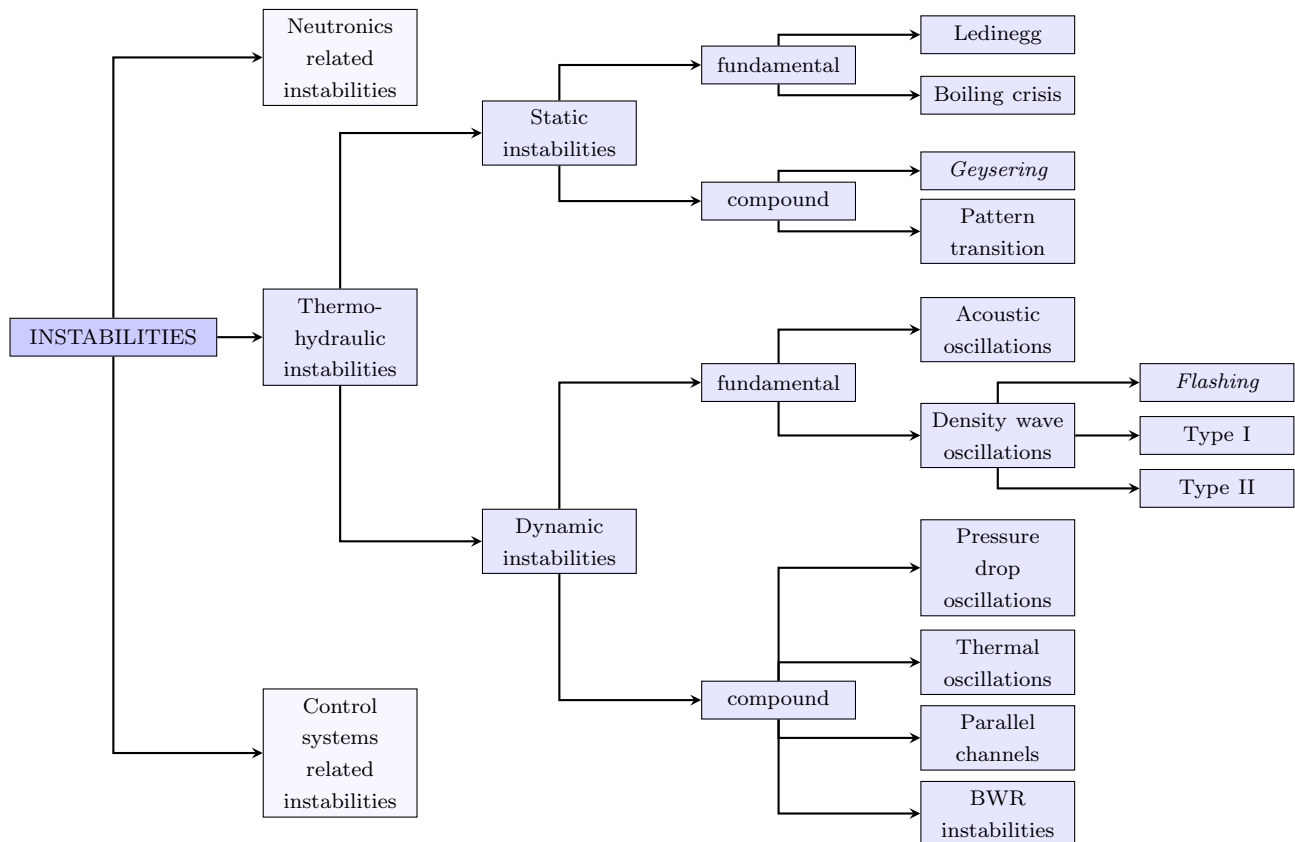 Neutronics
related
instabilities
Ledinegg
fundamental
Boiling crisis
Static
instabilities
Geysering
compound
Pattern
transition
INSTABILITIES
Thermo-
hydraulic
instabilities
Acoustic
oscillations
fundamental
Density wave
oscillations
Flashing
Type I
Type II
Dynamic
instabilities
Pressure
drop
oscillations
Thermal
oscillations
compound
Parallel
channels
BWR
instabilities
Control
systems
related
instabilities